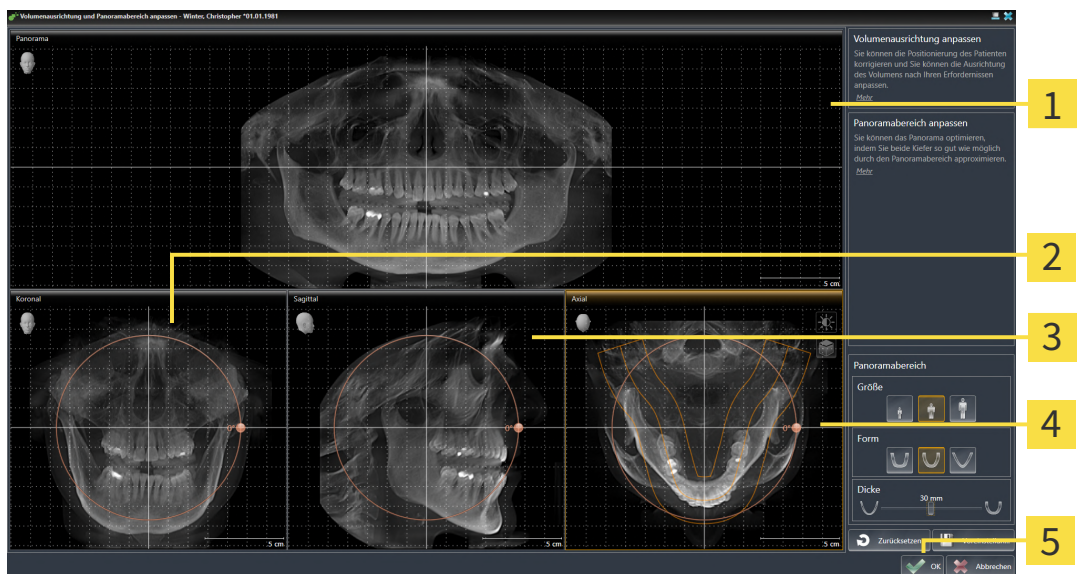 Volumenausrichtung und Panoramabereich anpassen - Winter, Christopher *01.01.1981
Panorama
5 cm
Koronal
0°
5 cm
Sagittal
5 cm
Axial
0°
5 cm
Volumenausrichtung anpassen
Sie können die Positionierung des Patienten
korrigieren und Sie können die Ausrichtung
des Volumens nach Ihren Erfordernissen
anpassen.
Mehr
Panoramabereich anpassen
Sie können das Panorama optimieren,
indem Sie beide Kiefer so gut wie möglich
durch den Panoramabereich approximieren.
Mehr
Panoramabereich
Größe
Form
Dicke
30 mm
Zurücksetzen
OK
Abbrechen
1
2
3
4
5